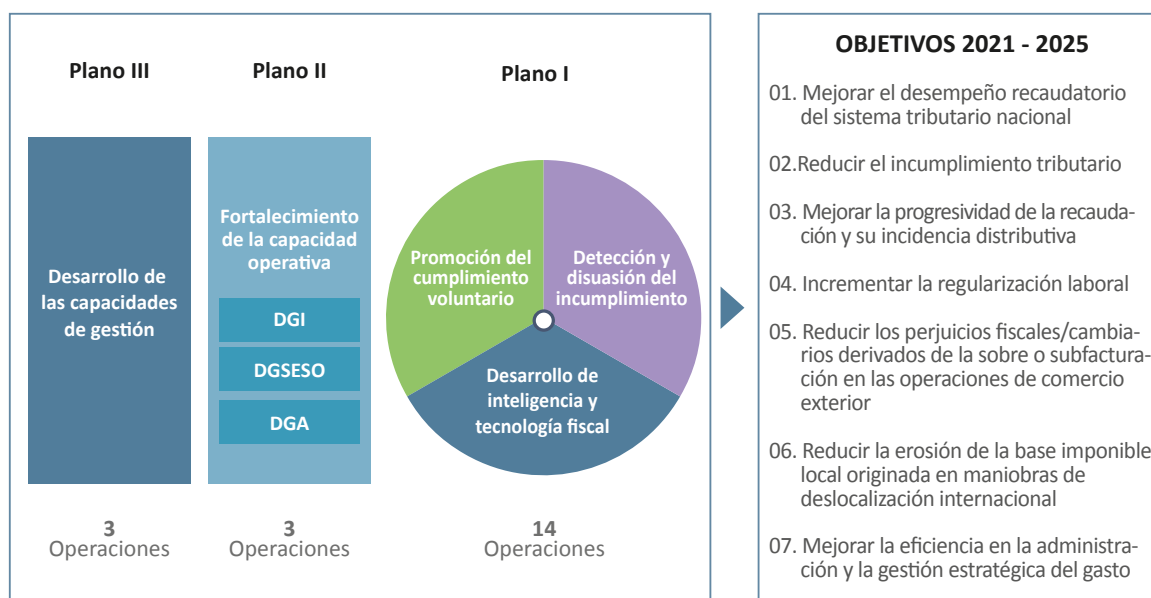 Plano III
Desarrollo de
las capacidades
de gestión
3
Operaciones
Plano II
Fortalecimiento
de la capacidad
operativa
DGI
DGSESO
DGA
3
Operaciones
Plano I
Promoción del
cumplimiento
voluntario
Detección y
disuasión del
incumplimiento
Desarrollo de
inteligencia y
tecnología fiscal
14
Operaciones
OBJETIVOS 2021 - 2025
01. Mejorar el desempeño recaudatorio
del sistema tributario nacional
02.Reducir el incumplimiento tributario
03. Mejorar la progresividad de la recauda-
ción y su incidencia distributiva
04. Incrementar la regularización laboral
05. Reducir los perjuicios fiscales/cambia-
rios derivados de la sobre o subfactura-
ción en las operaciones de comercio
exterior
06. Reducir la erosión de la base imponible
local originada en maniobras de
deslocalización internacional
07. Mejorar la eficiencia en la administra-
ción y la gestión estratégica del gasto